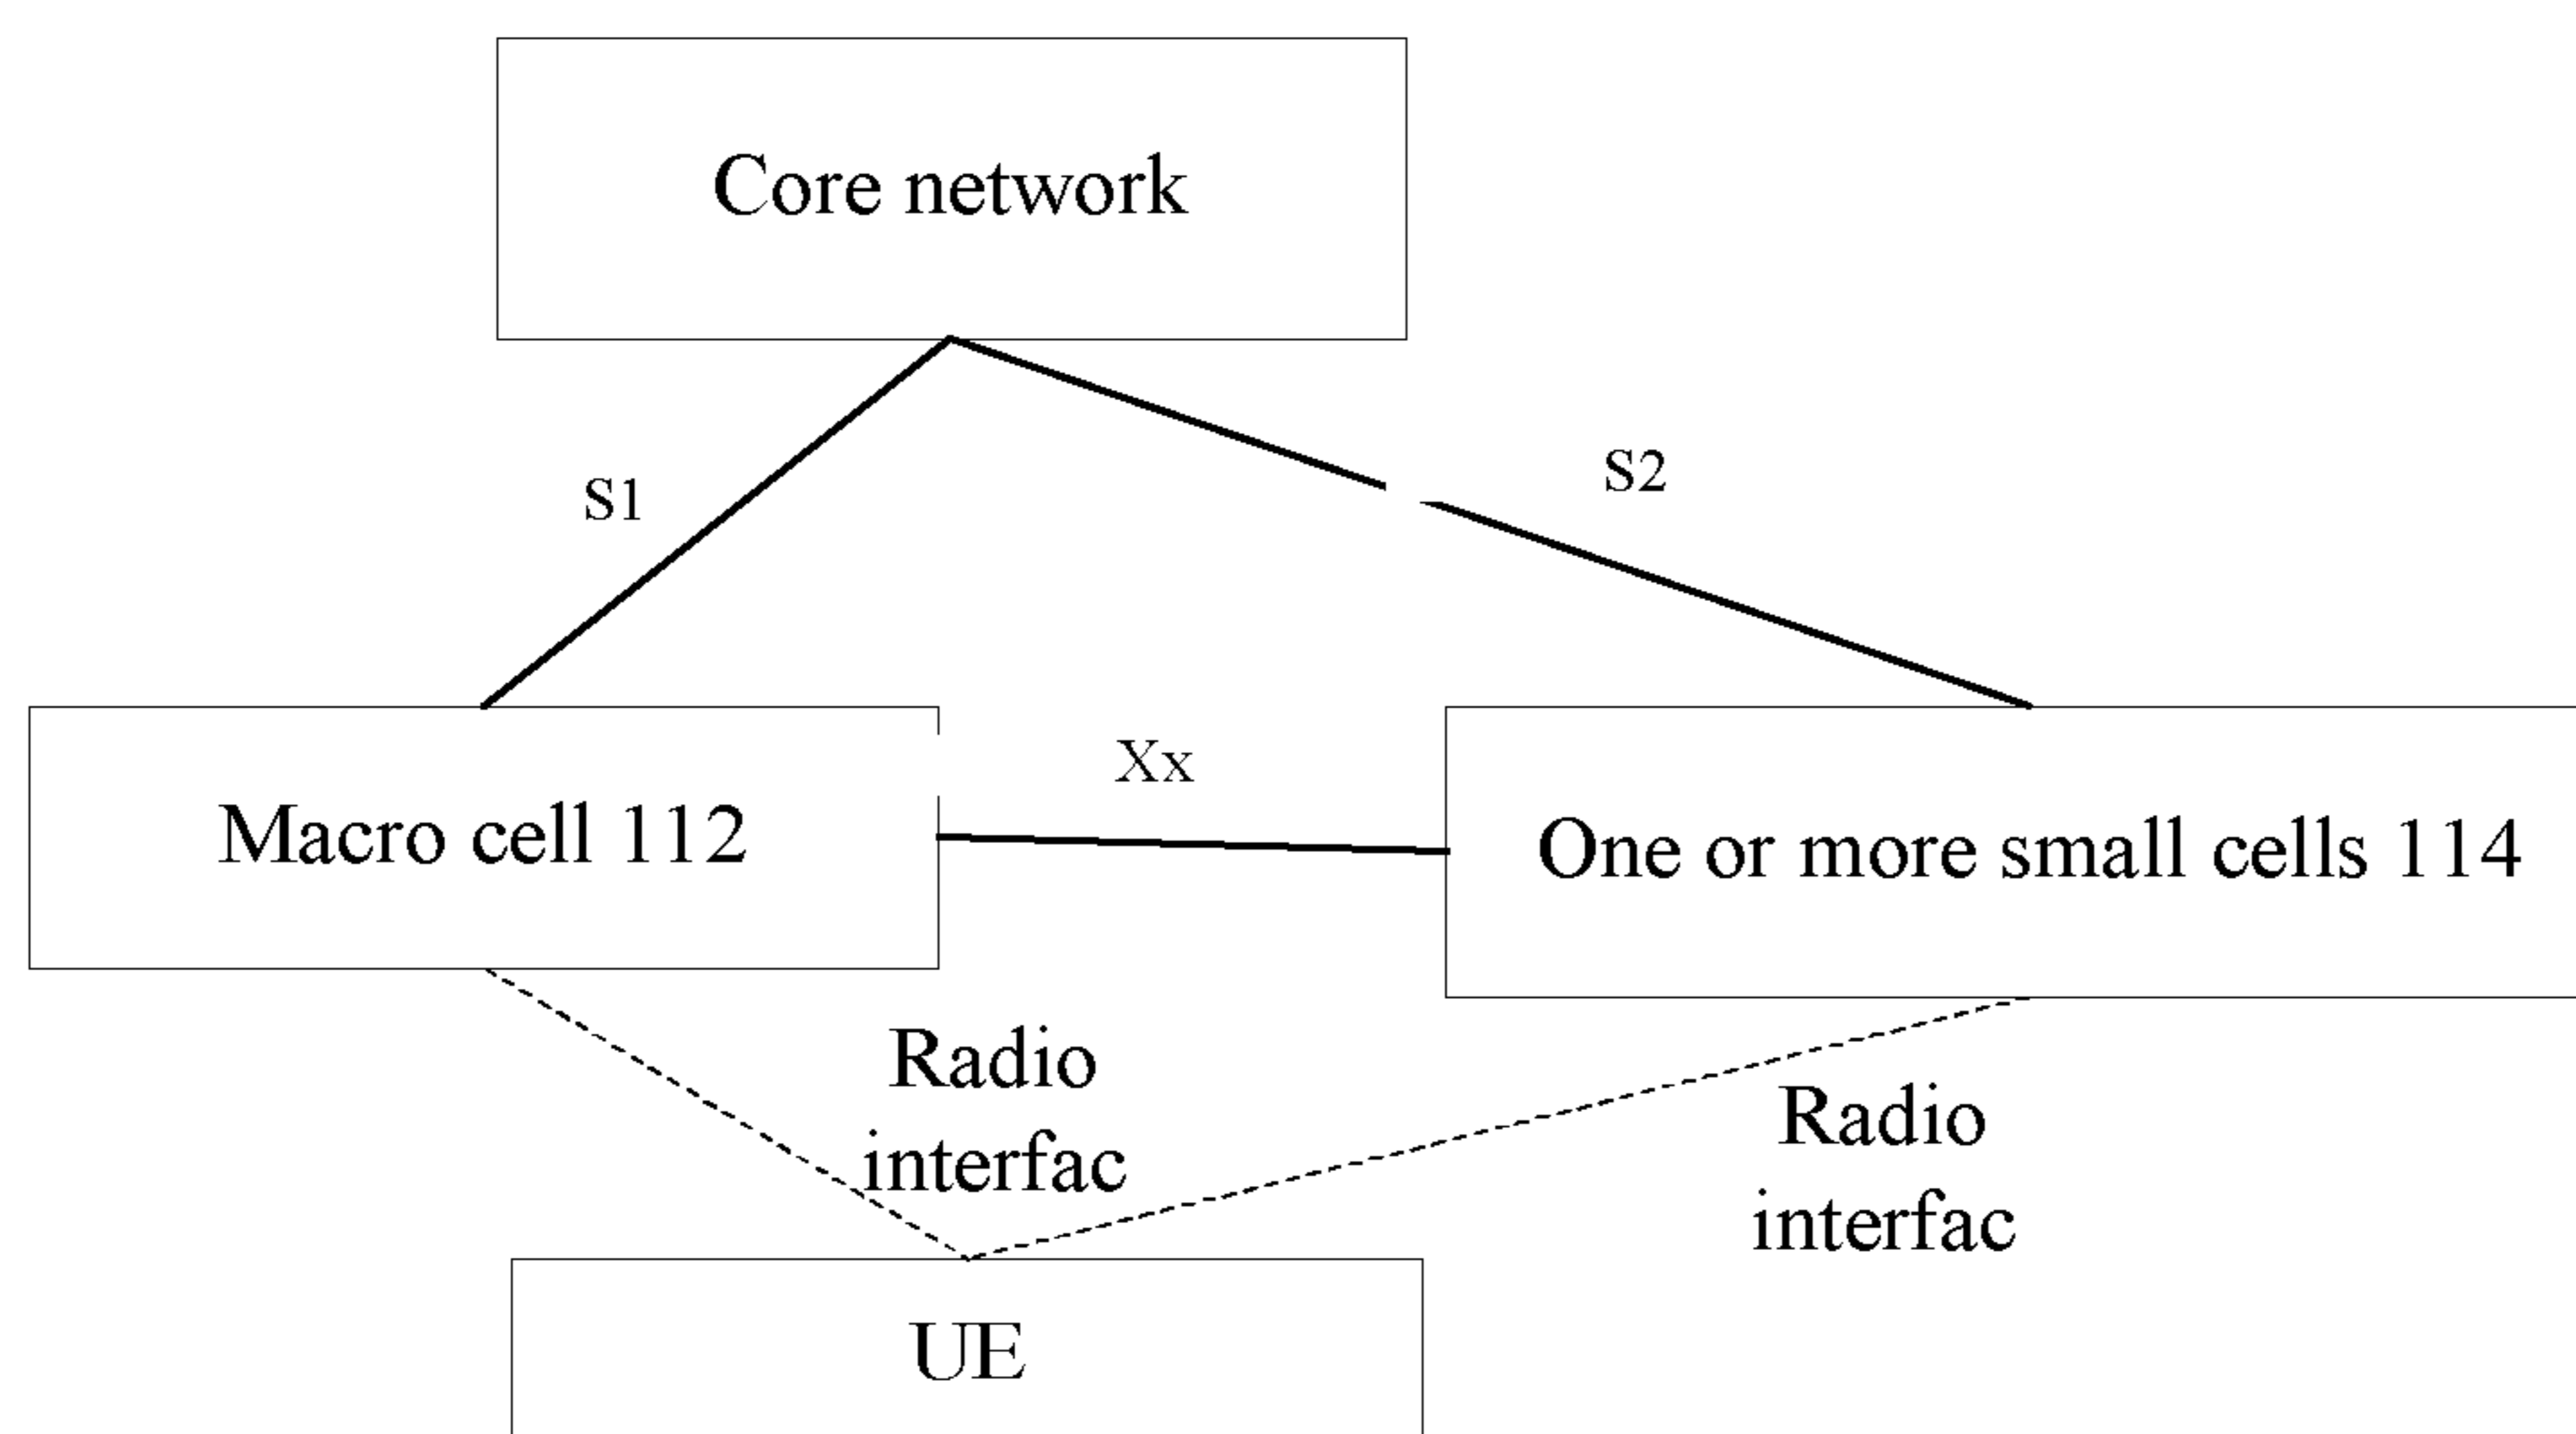 Core network
S1
S2
Xx
Macro cell 112
One or more small cells 114
Radio
interfac
Radio
interfac
UE